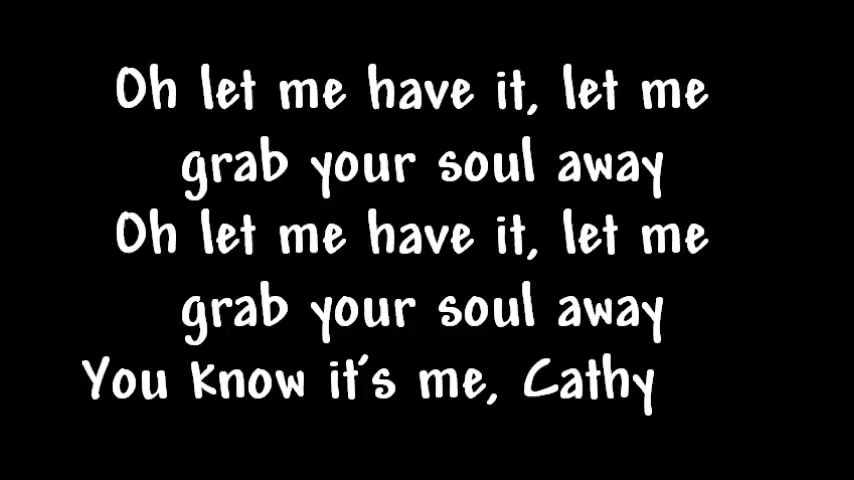 Oh let me have it, let me
grab your soul away
Oh let me have it, let me
grab your soul away
You know it's me, Cathy